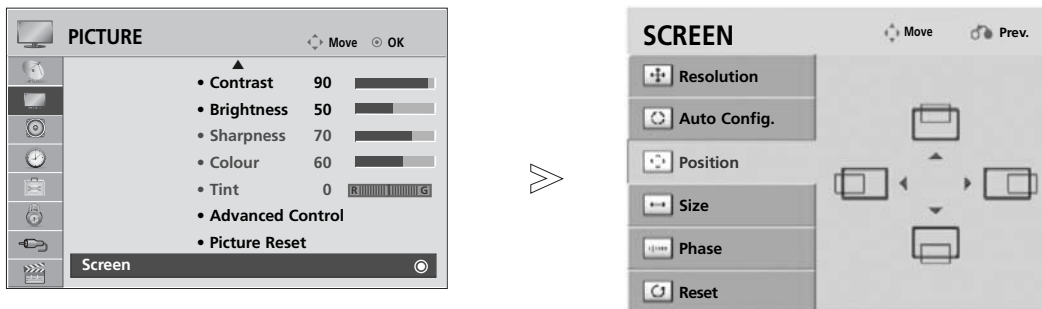 PICTURE
Move
OK
• Contrast 90
• Brightness 50
• Sharpness 70
• Colour 60
• Tint 0 R G
• Advanced Control
• Picture Reset
Screen
SCREEN
Move
Prev.
Resolution
Auto Config.
Position
Size
Phase
Reset